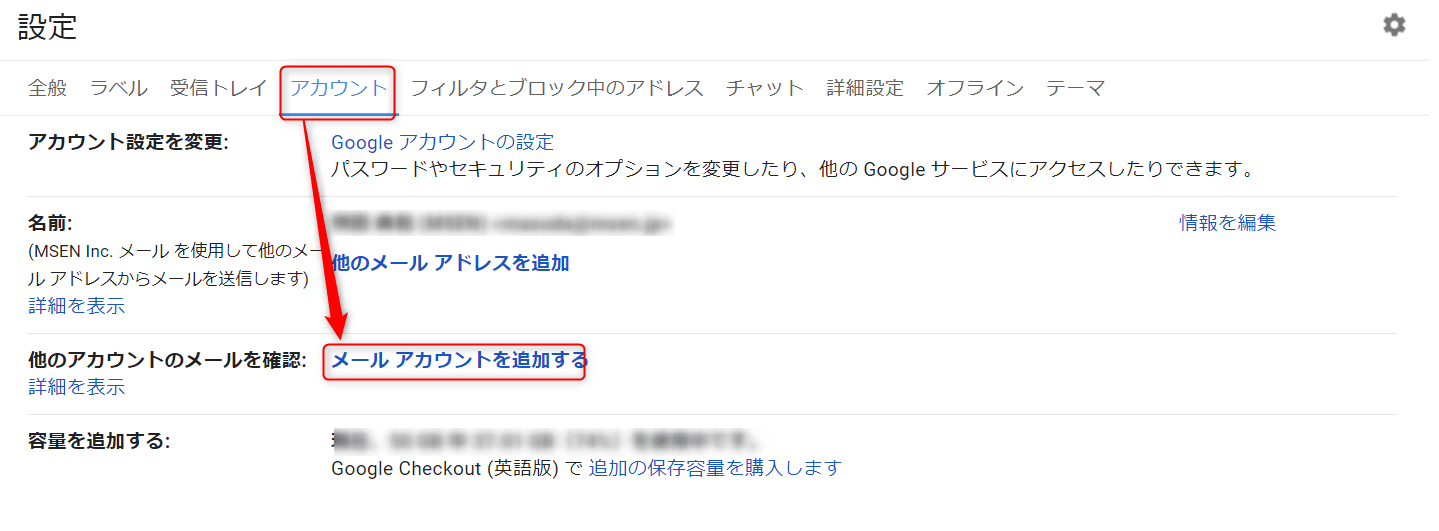 設定
全般 ラベル 受信トレイ アカウント フィルタとブロック中のアドレス チャット 詳細設定 オフライン テーマ
アカウント設定を変更: Google アカウントの設定
パスワードやセキュリティのオプションを変更したり、他の Google サービスにアクセスしたりできます。
名前: 情報を編集
(MSEN Inc. メール を使用して他のメー
ル アドレスからメールを送信します)
他のメール アドレスを追加
詳細を表示
他のアカウントのメールを確認: メール アカウントを追加する
詳細を表示
容量を追加する:
Google Checkout (英語版) で 追加の保存容量を購入します